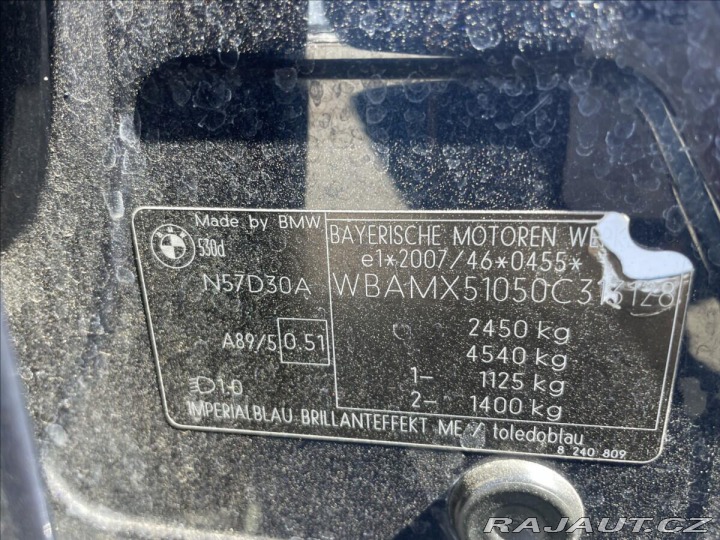 Made by BMW
BMW
530d
BAYERISCHE MOTOREN
e1*2007/46*0455*
N57D30A
A89/5 0.51
2450 kg
4540 kg
1- 1125 kg
2- 1400 kg
1.0
IMPERIALBLAU BRILLANTEFFEKT ME / toledoblau
8 240 809
RAJAUT.CZ